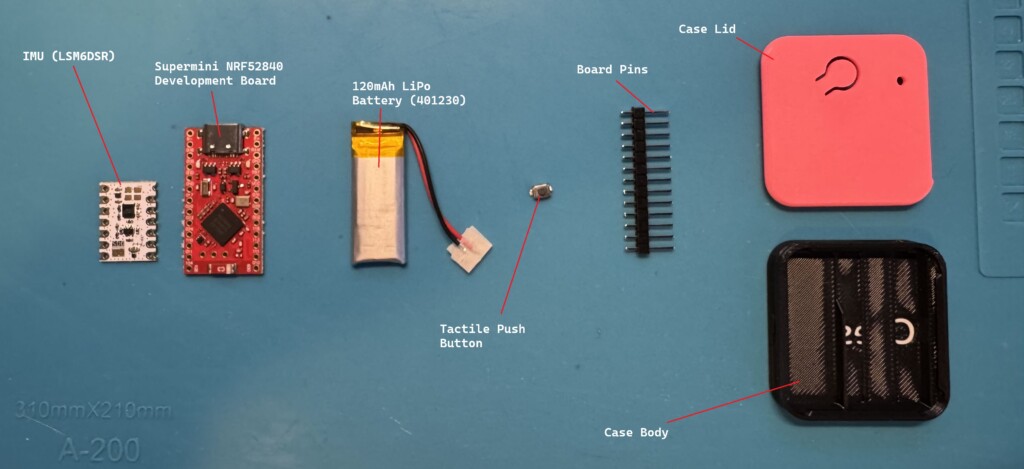 Case Lid
IMU (LSM6DSR)
Supermini NRF52840
Development Board
Board Pins
120mAh LiPo
Battery (401230)
Tactile Push
Button
310mmX210mm
A-200
Case Body